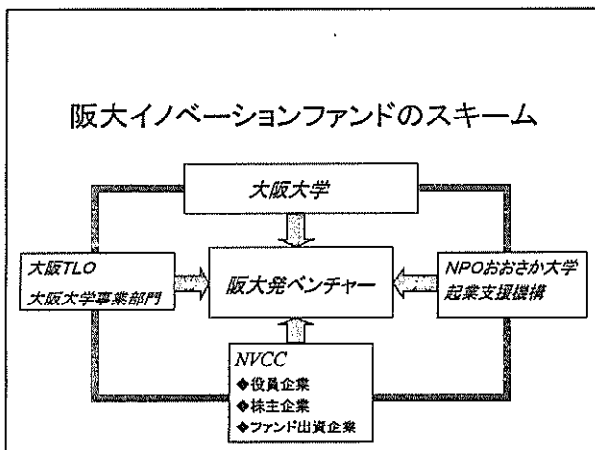 阪大イノベーションファンドのスキーム
大阪大学
大阪TLO
大阪大学事業部門
阪大発ベンチャー
NPOおおさか大学
起業支援機構
NVCC
◆役員企業
◆株主企業
◆ファンド出資企業